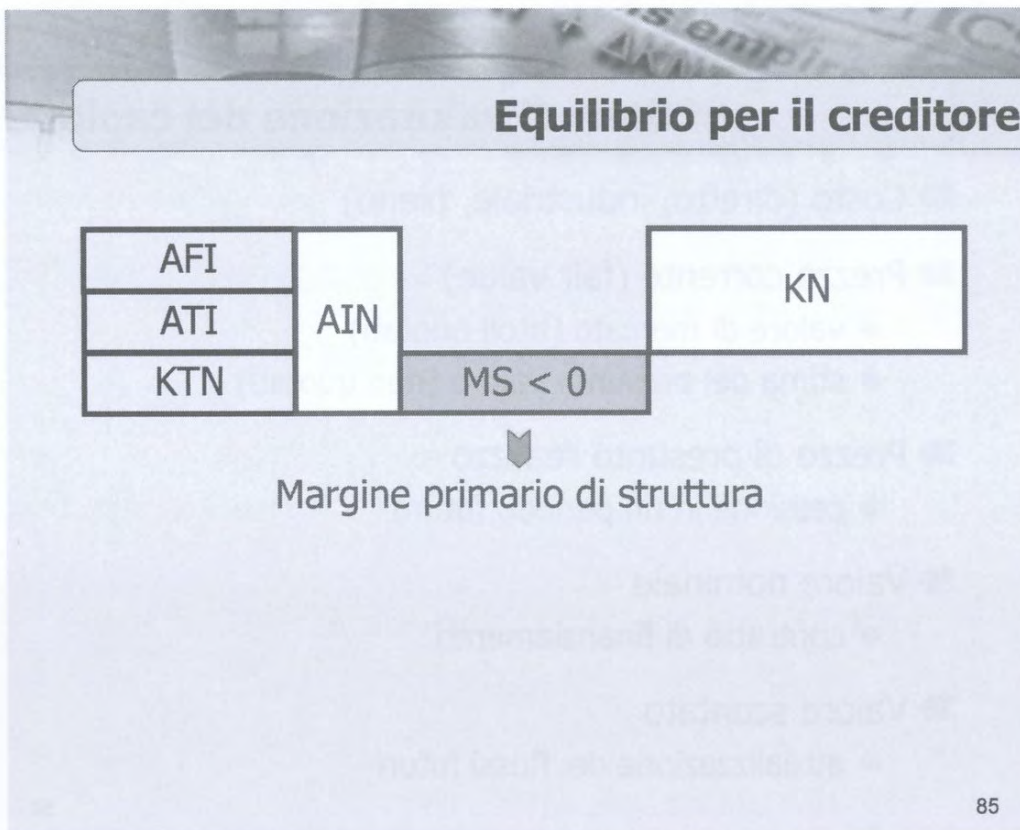 Equilibrio per il creditore
AFI
ATI
KTN
AIN
MS < 0
KN
Margine primario di struttura
85